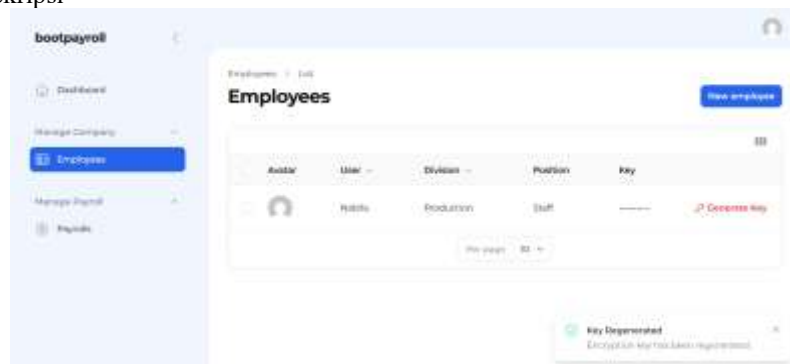 bootpayroll
Dashboard
Manage Company
Employees
Manage Payroll
Payrolls
Employees > List
Employees
New employee
Avatar User Division Position Key
Nabila Production Staff Generate Key
Per page 10
Key Regenerated
Encryption key has been regenerated.